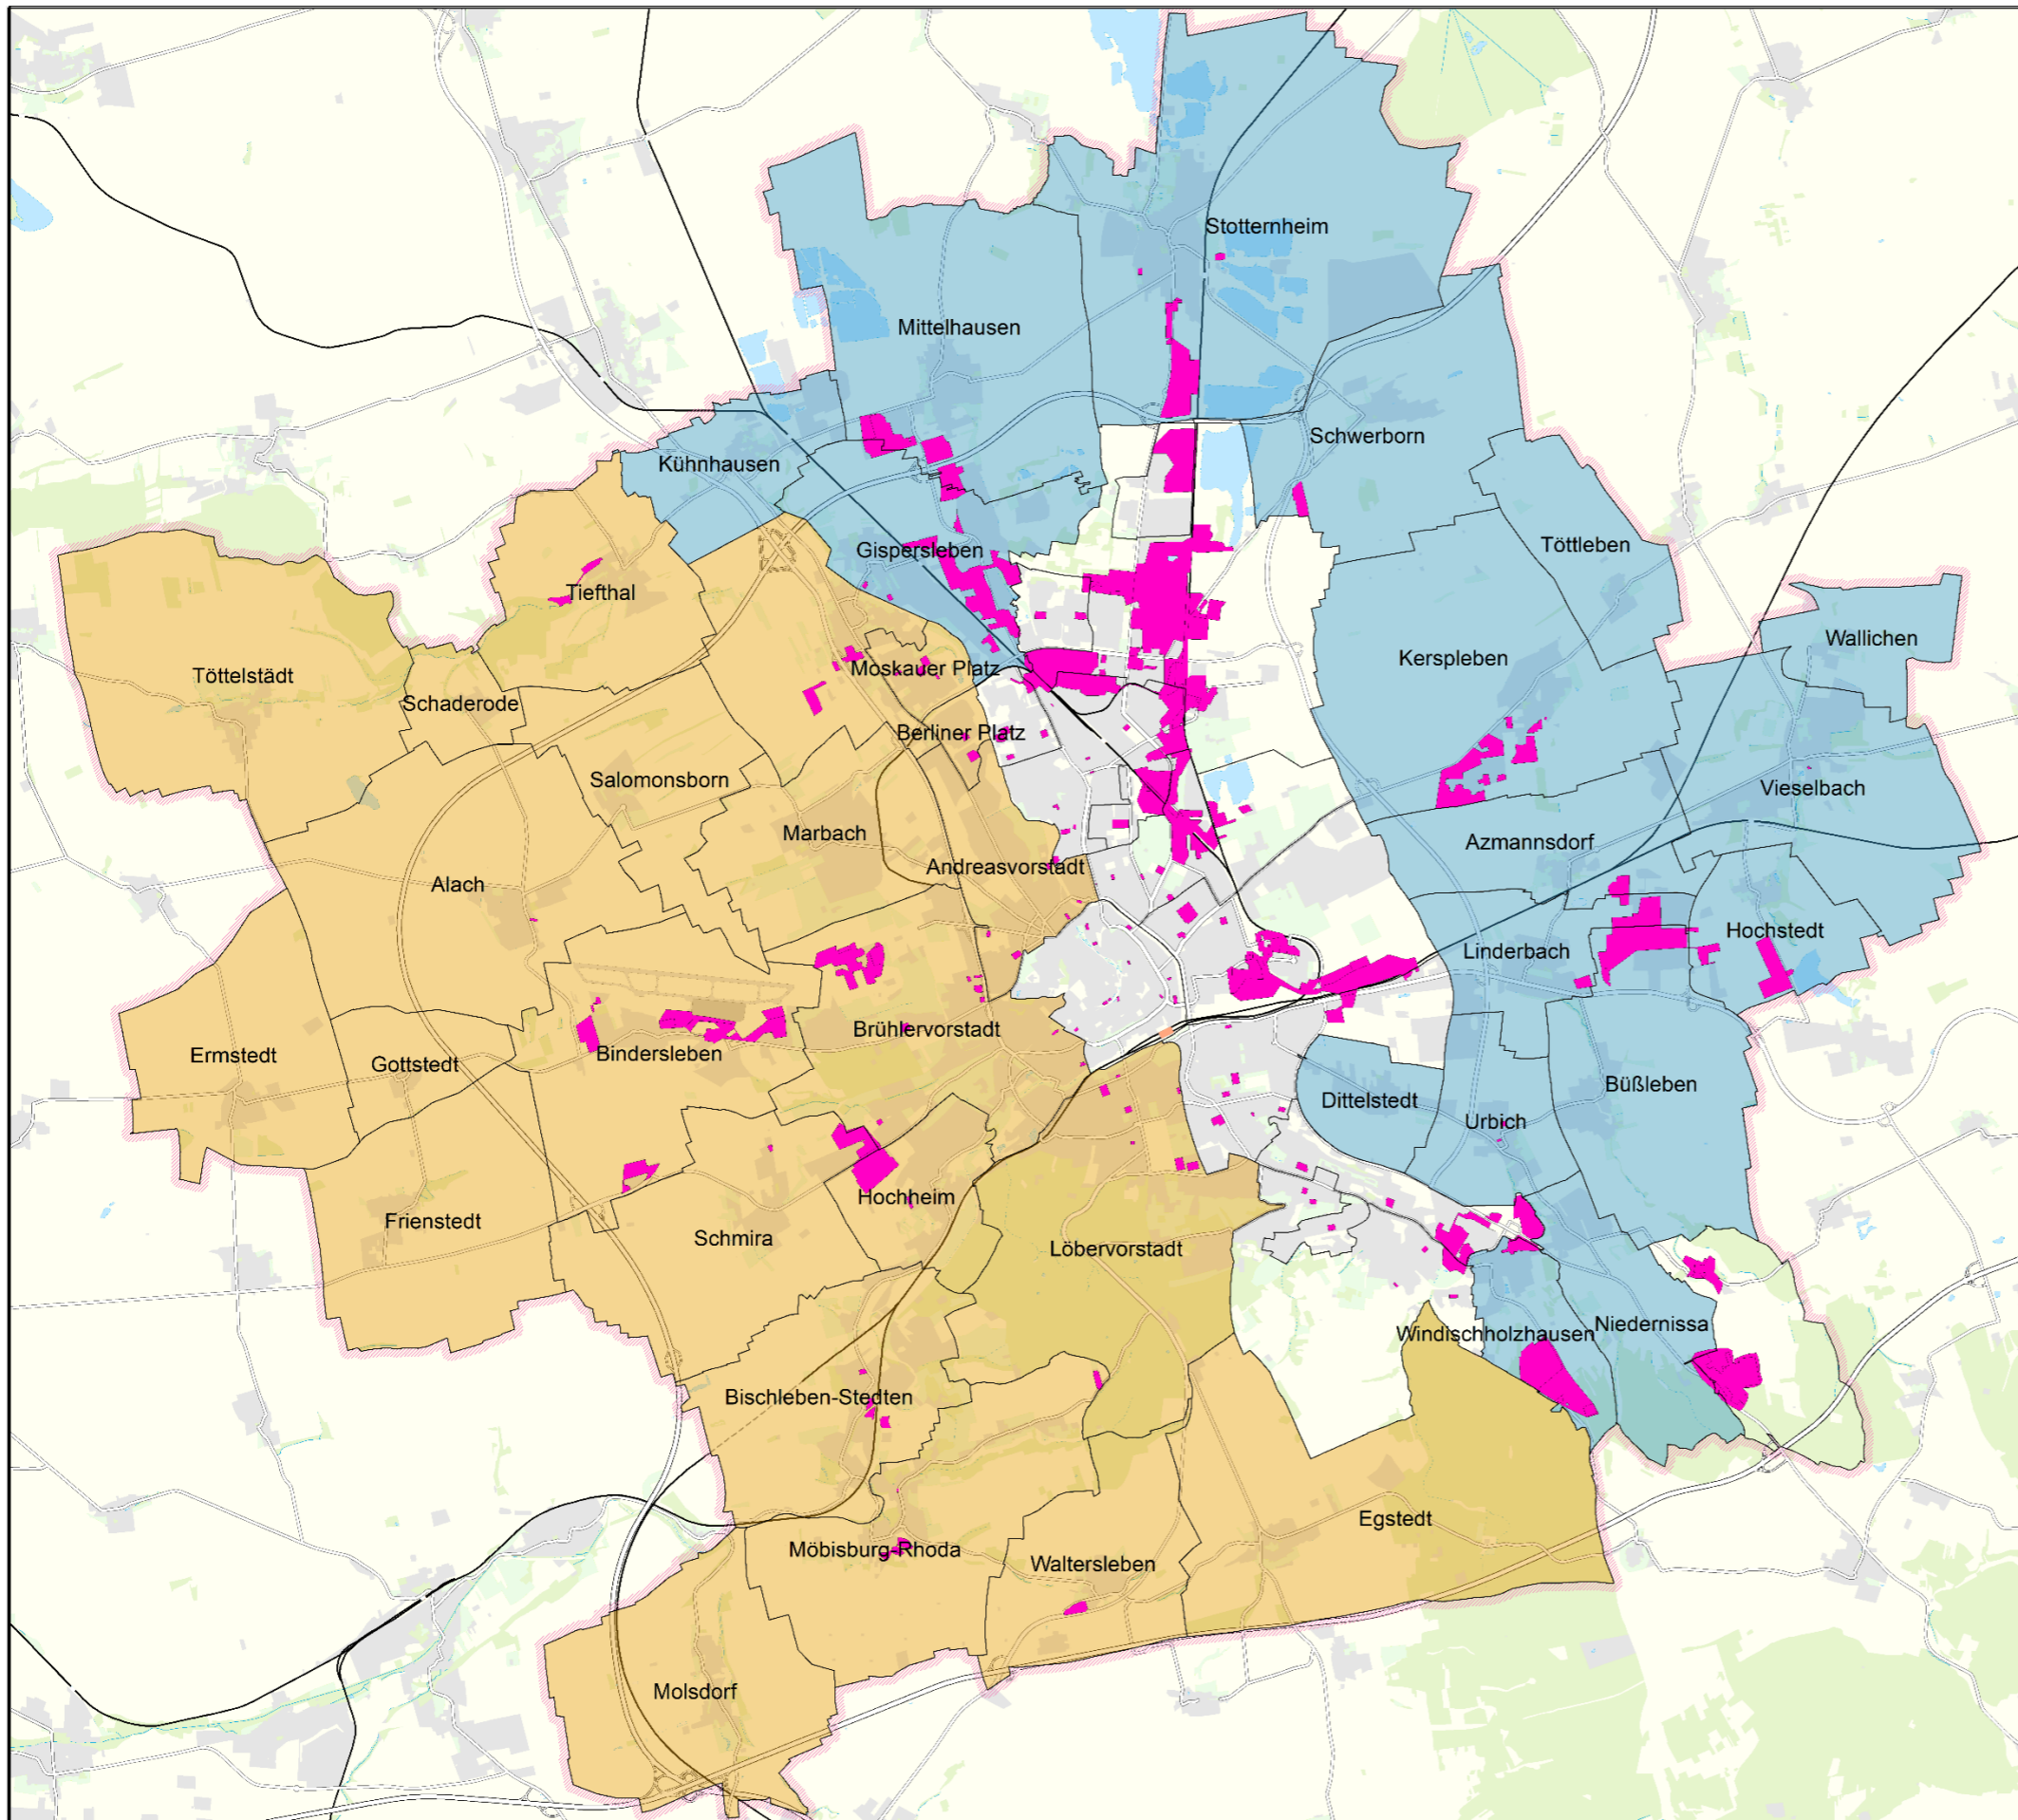 Stotternheim
Mittelhausen
Schwerborn
Kühnhausen
Töttleben
Gispersleben
Tiefthal
Wallichen
Kerspleben
Moskauer Platz
Töttelstädt
Schaderode
Berliner Platz
Salomonsborn
Vieselbach
Marbach
Azmannsdorf
Andreasvorstadt
Alach
Hochstedt
Linderbach
Brühlervorstadt
Bindersleben
Ermstedt
Gottstedt
Büßleben
Dittelstedt
Urbich
Hochheim
Frienstedt
Schmira
Löbervorstadt
Niedernissa
Windischholzhausen
Bischleben-Stedten
Egstedt
Möbisburg-Rhoda
Waltersleben
Molsdorf